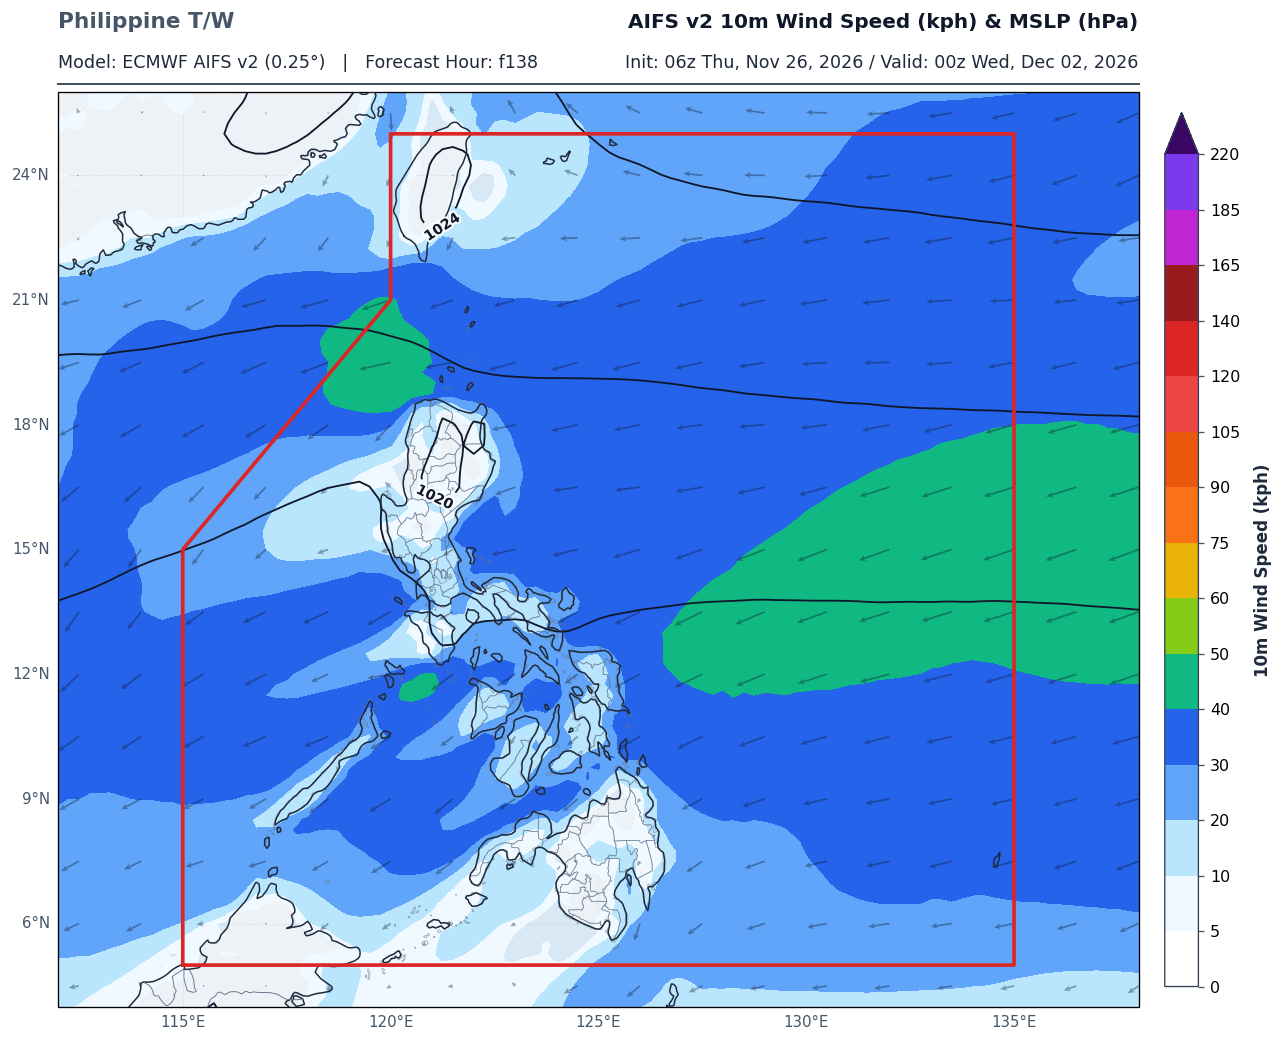 Philippine T/W
AIFS v2 10m Wind Speed (kph) & MSLP (hPa)
Model: ECMWF AIFS v2 (0.25°) | Forecast Hour: f138
Init: 06z Thu, Nov 26, 2026 / Valid: 00z Wed, Dec 02, 2026
24°N
21°N
18°N
15°N
12°N
9°N
6°N
115°E
120°E
125°E
130°E
135°E
1024
1020
220
185
165
140
120
105
90
75
60
50
40
30
20
10
5
0
10m Wind Speed (kph)